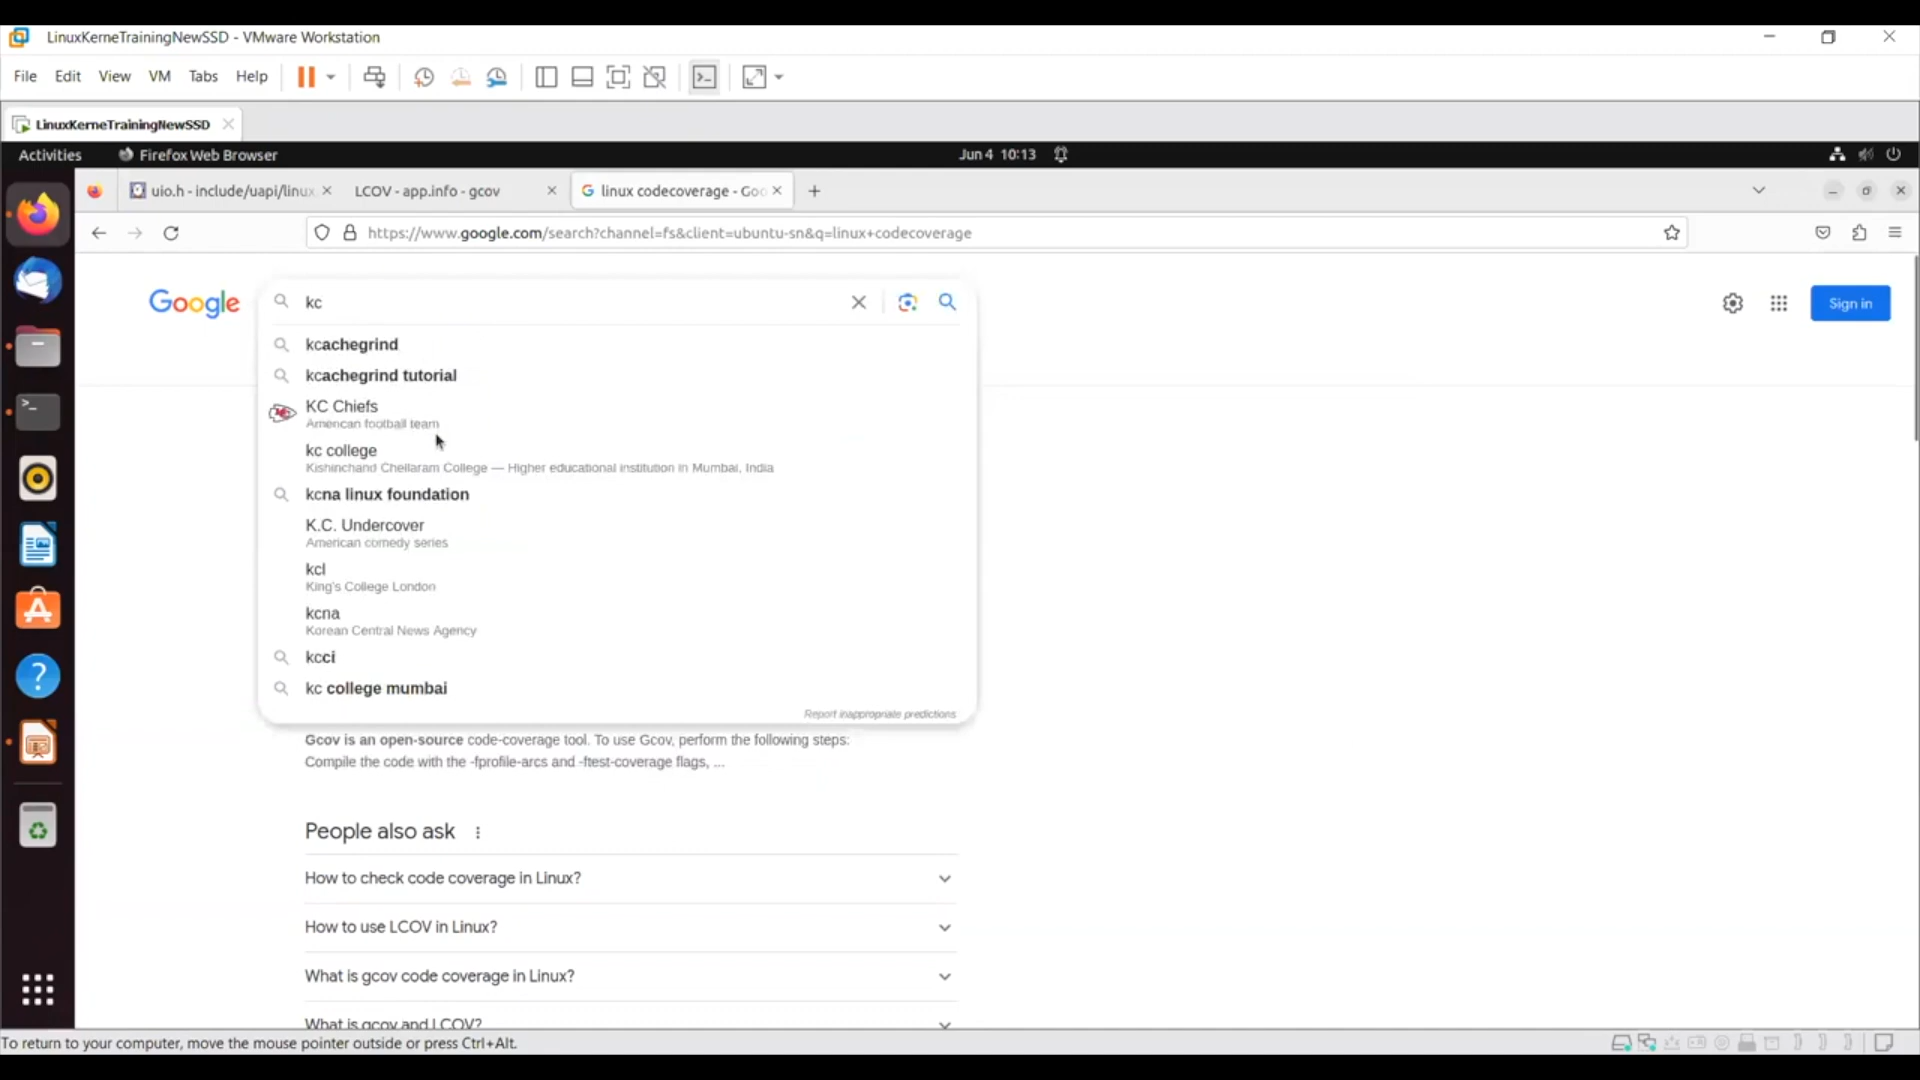 LinuxKerneTrainingNewSSD - VMware Workstation
File Edit View VM Tabs Help
LinuxKerneTrainingNewSSD
Activities Firefox Web Browser Jun 4 10:13
uio.h - include/uapi/linux. LCOV - app.info - gcov linux codecoverage - Goo
https://www.google.com/search?channel=fs&client=ubuntu-sn&q=linux+codecoverage
Google kc Sign in
kcachegrind
kcachegrind tutorial
KC Chiefs
American football team
kc college
Kishinchand Chellaram College — Higher educational institution in Mumbai, India
kcna linux foundation
K.C. Undercover
American comedy series
kcl
King's College London
kcna
Korean Central News Agency
kcci
kc college mumbai
Report inappropriate predictions
Gcov is an open-source code-coverage tool. To use Gcov, perform the following steps:
Compile the code with the -fprofile-arcs and -ftest-coverage flags, ...
People also ask
How to check code coverage in Linux?
How to use LCOV in Linux?
What is gcov code coverage in Linux?
What is gcov and LCOV?
To return to your computer, move the mouse pointer outside or press Ctrl+Alt.